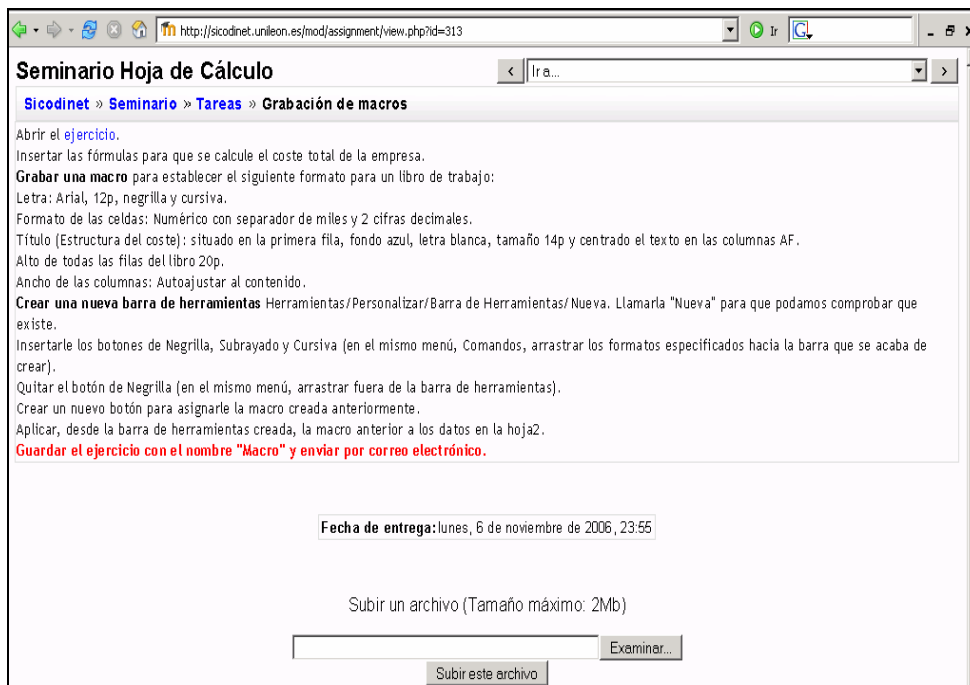 http://sicodinet.unileon.es/mod/assignment/view.php?id=313 Ir G
Seminario Hoja de Cálculo < Ir a... >
Sicodinet » Seminario » Tareas » Grabación de macros
Abrir el ejercicio.
Insertar las fórmulas para que se calcule el coste total de la empresa.
Grabar una macro para establecer el siguiente formato para un libro de trabajo:
Letra: Arial, 12p, negrilla y cursiva.
Formato de las celdas: Numérico con separador de miles y 2 cifras decimales.
Título (Estructura del coste): situado en la primera fila, fondo azul, letra blanca, tamaño 14p y centrado el texto en las columnas AF.
Alto de todas las filas del libro 20p.
Ancho de las columnas: Autoajustar al contenido.
Crear una nueva barra de herramientas Herramientas/Personalizar/Barra de Herramientas/ Nueva. Llamarla "Nueva" para que podamos comprobar que
existe.
Insertarle los botones de Negrilla, Subrayado y Cursiva (en el mismo menú, Comandos, arrastrar los formatos especificados hacia la barra que se acaba de
crear).
Quitar el botón de Negrilla (en el mismo menú, arrastrar fuera de la barra de herramientas).
Crear un nuevo botón para asignarle la macro creada anteriormente.
Aplicar, desde la barra de herramientas creada, la macro anterior a los datos en la hoja2.
Guardar el ejercicio con el nombre "Macro" y enviar por correo electrónico.
Fecha de entrega: lunes, 6 de noviembre de 2006, 23:55
Subir un archivo (Tamaño máximo: 2Mb)
Examinar...
Subir este archivo